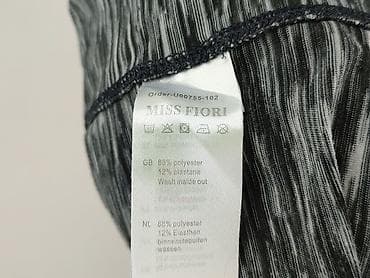 Order-U00755-102
MISS FIORI
GB 88% polyester
12% elastane
Wash inside out
NL 88% polyester
12% Elasthen
binnenstebuiten
wassen